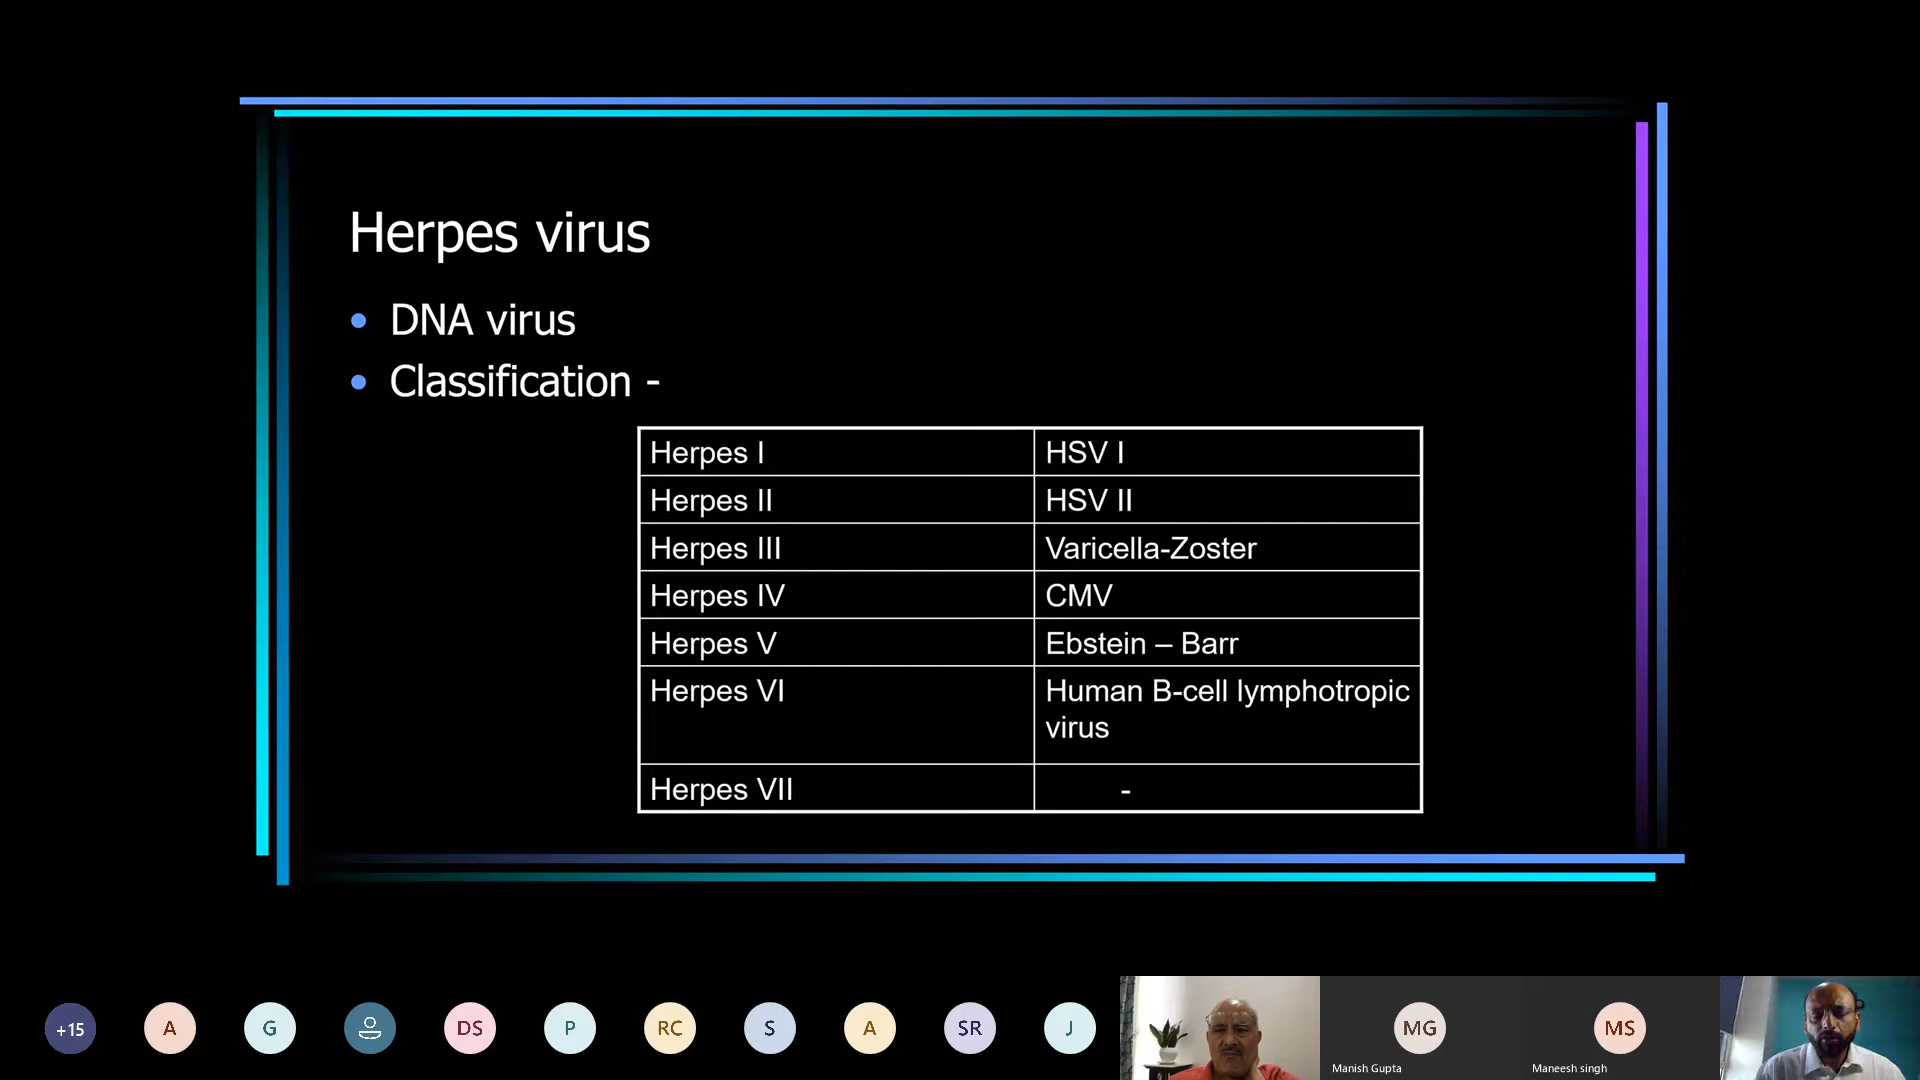 Herpes virus
• DNA virus
• Classification -
Herpes I HSV I
Herpes II HSV II
Herpes III Varicella-Zoster
Herpes IV CMV
Herpes V Ebstein – Barr
Herpes VI Human B-cell lymphotropic
virus
Herpes VII -
+15 A G DS P RC S A SR J MG MS
Manish Gupta Maneesh singh